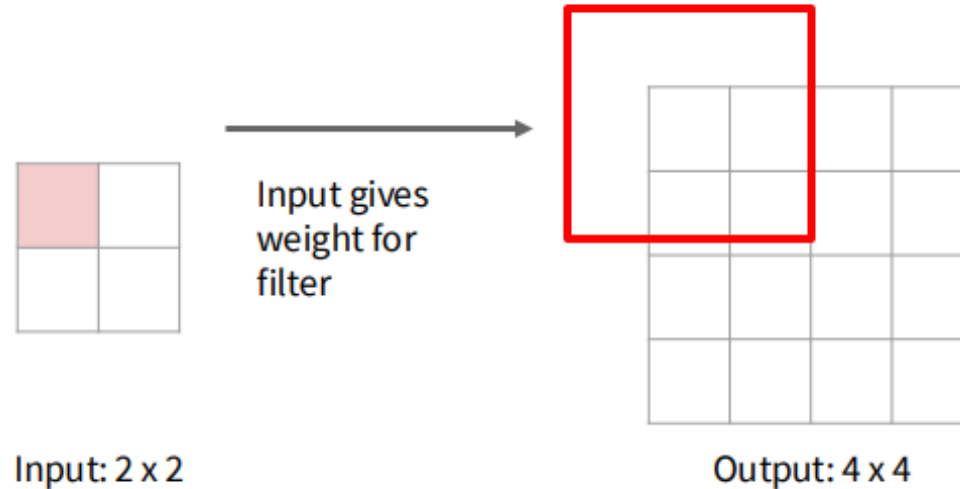 Input gives
weight for
filter
Input: 2 x 2
Output: 4 x 4